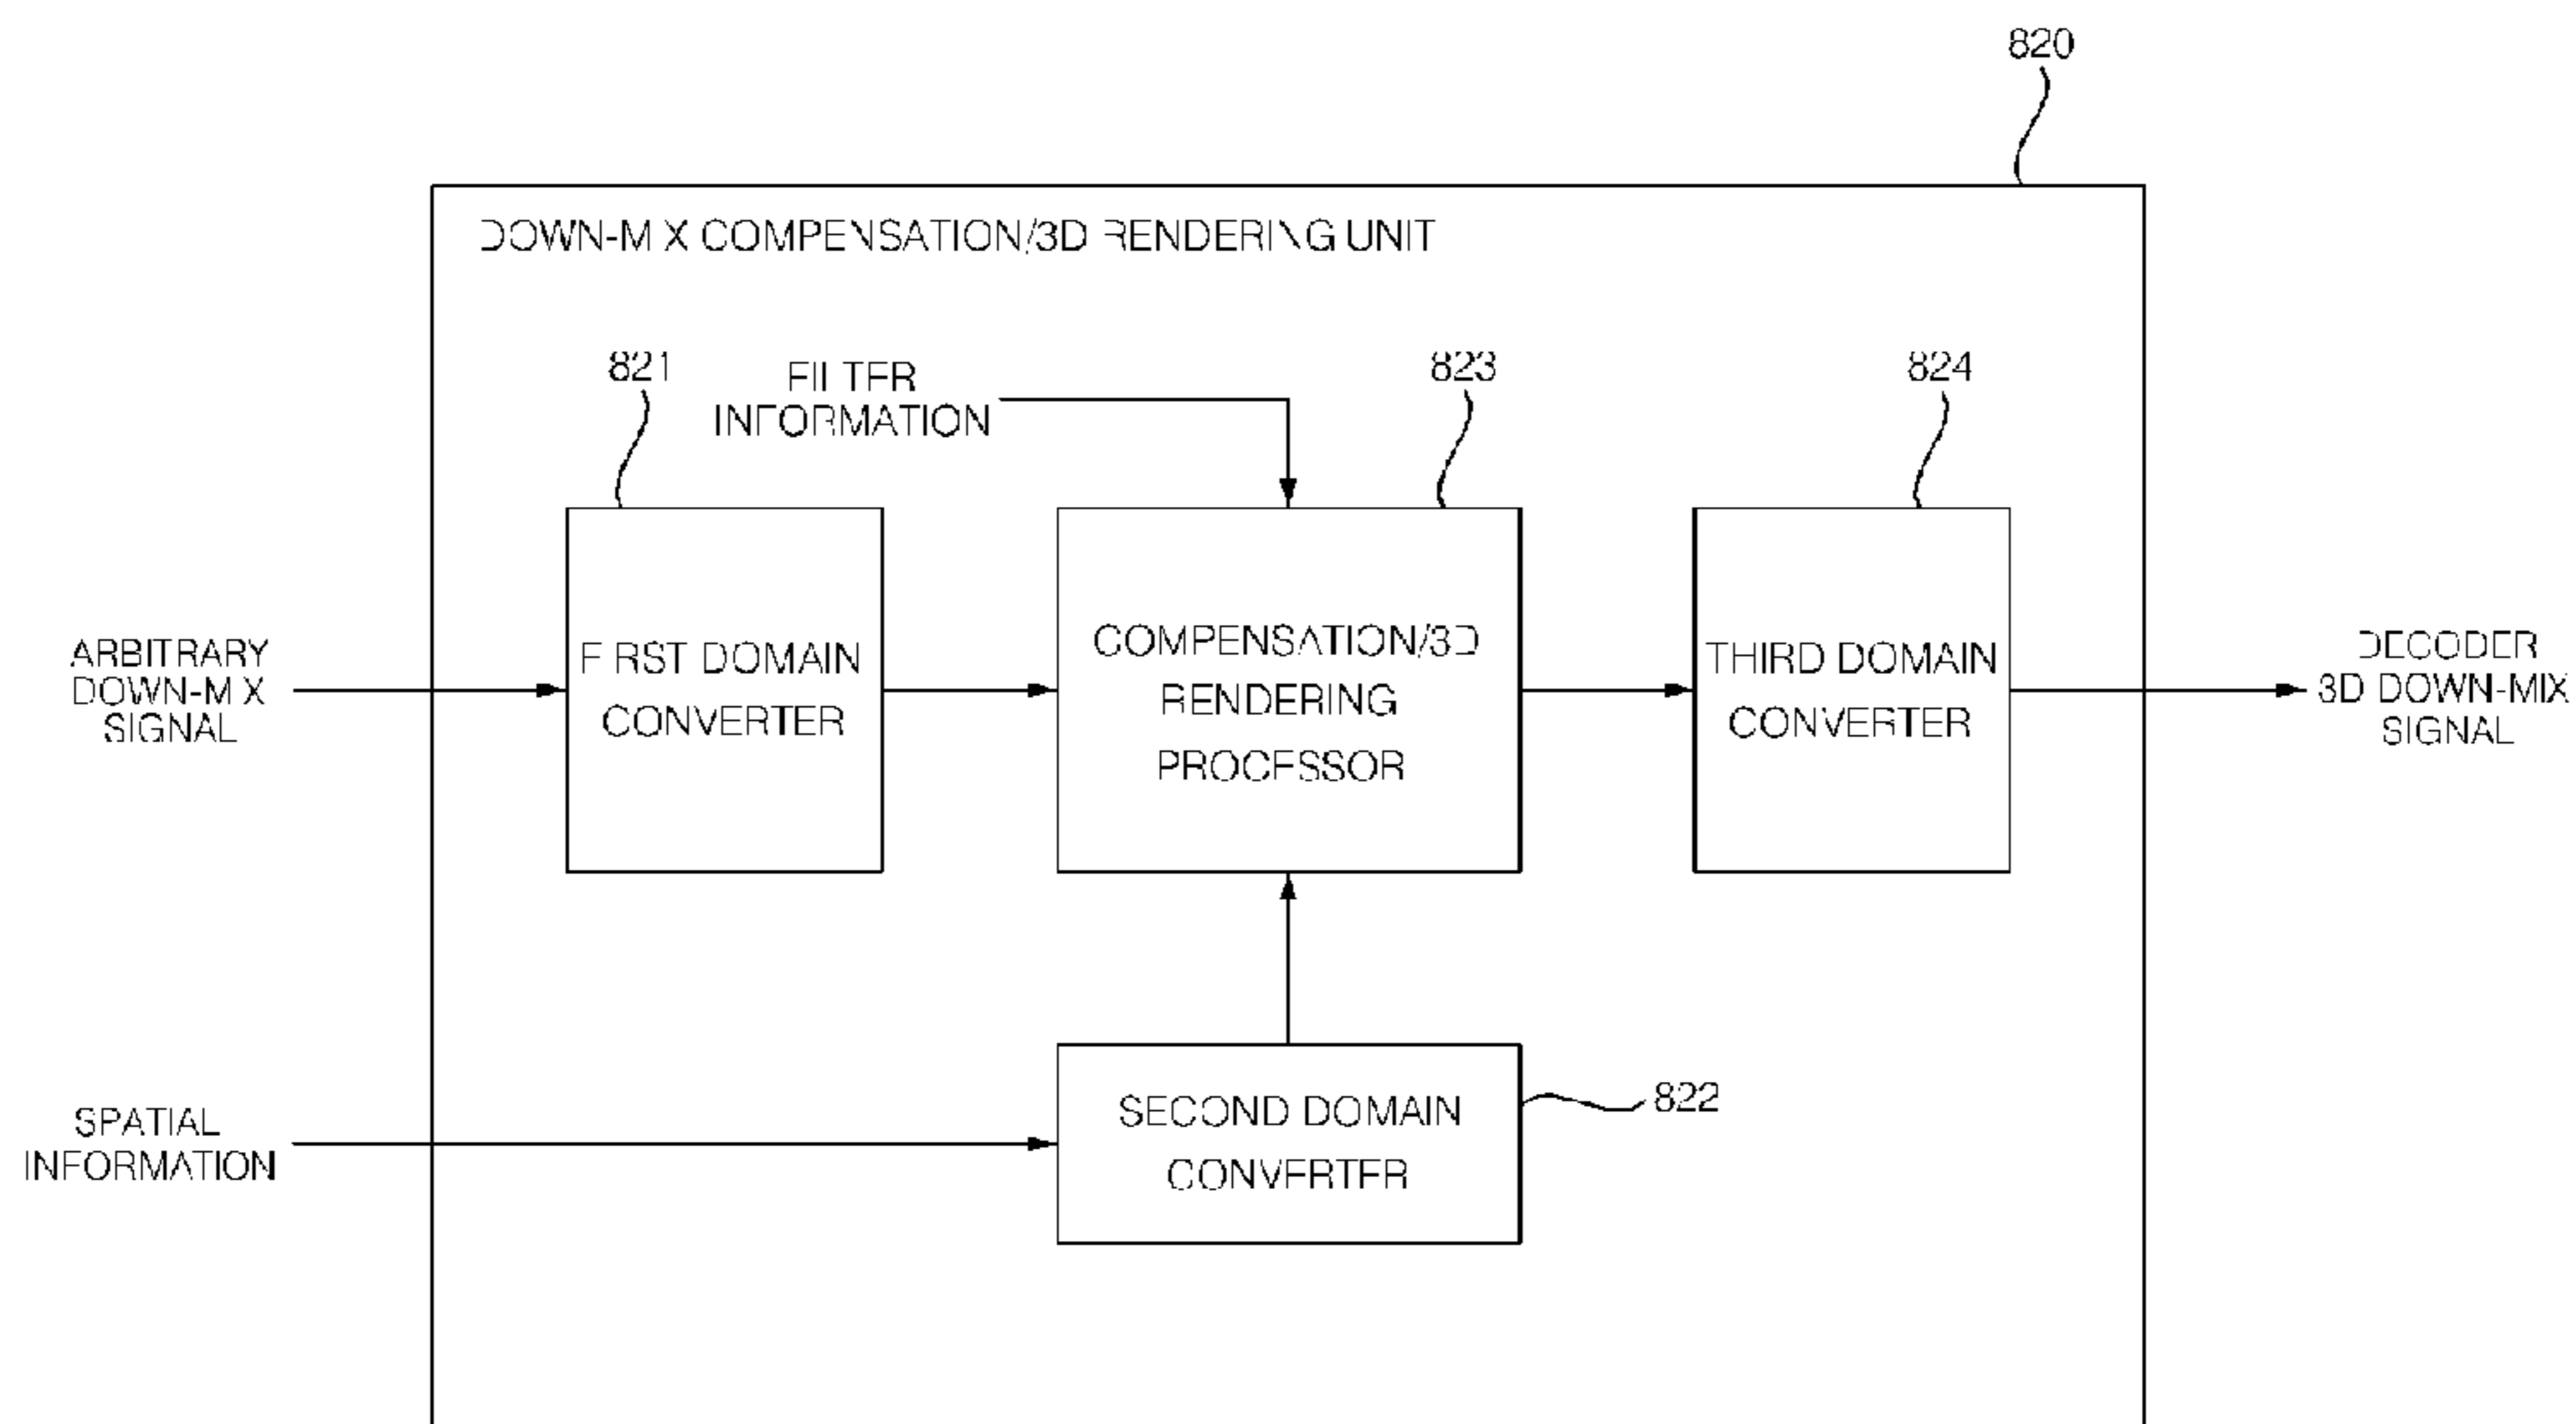 820
DOWN-MIX COMPENSATION/3D RENDERING UNIT
821
FILTER
INFORMATION
823
824
ARBITRARY
DOWN-MIX
SIGNAL
FIRST DOMAIN
CONVERTER
COMPENSATION/3D
RENDERING
PROCESSOR
THIRD DOMAIN
CONVERTER
DECODER
3D DOWN-MIX
SIGNAL
SPATIAL
INFORMATION
SECOND DOMAIN
CONVERTER
822